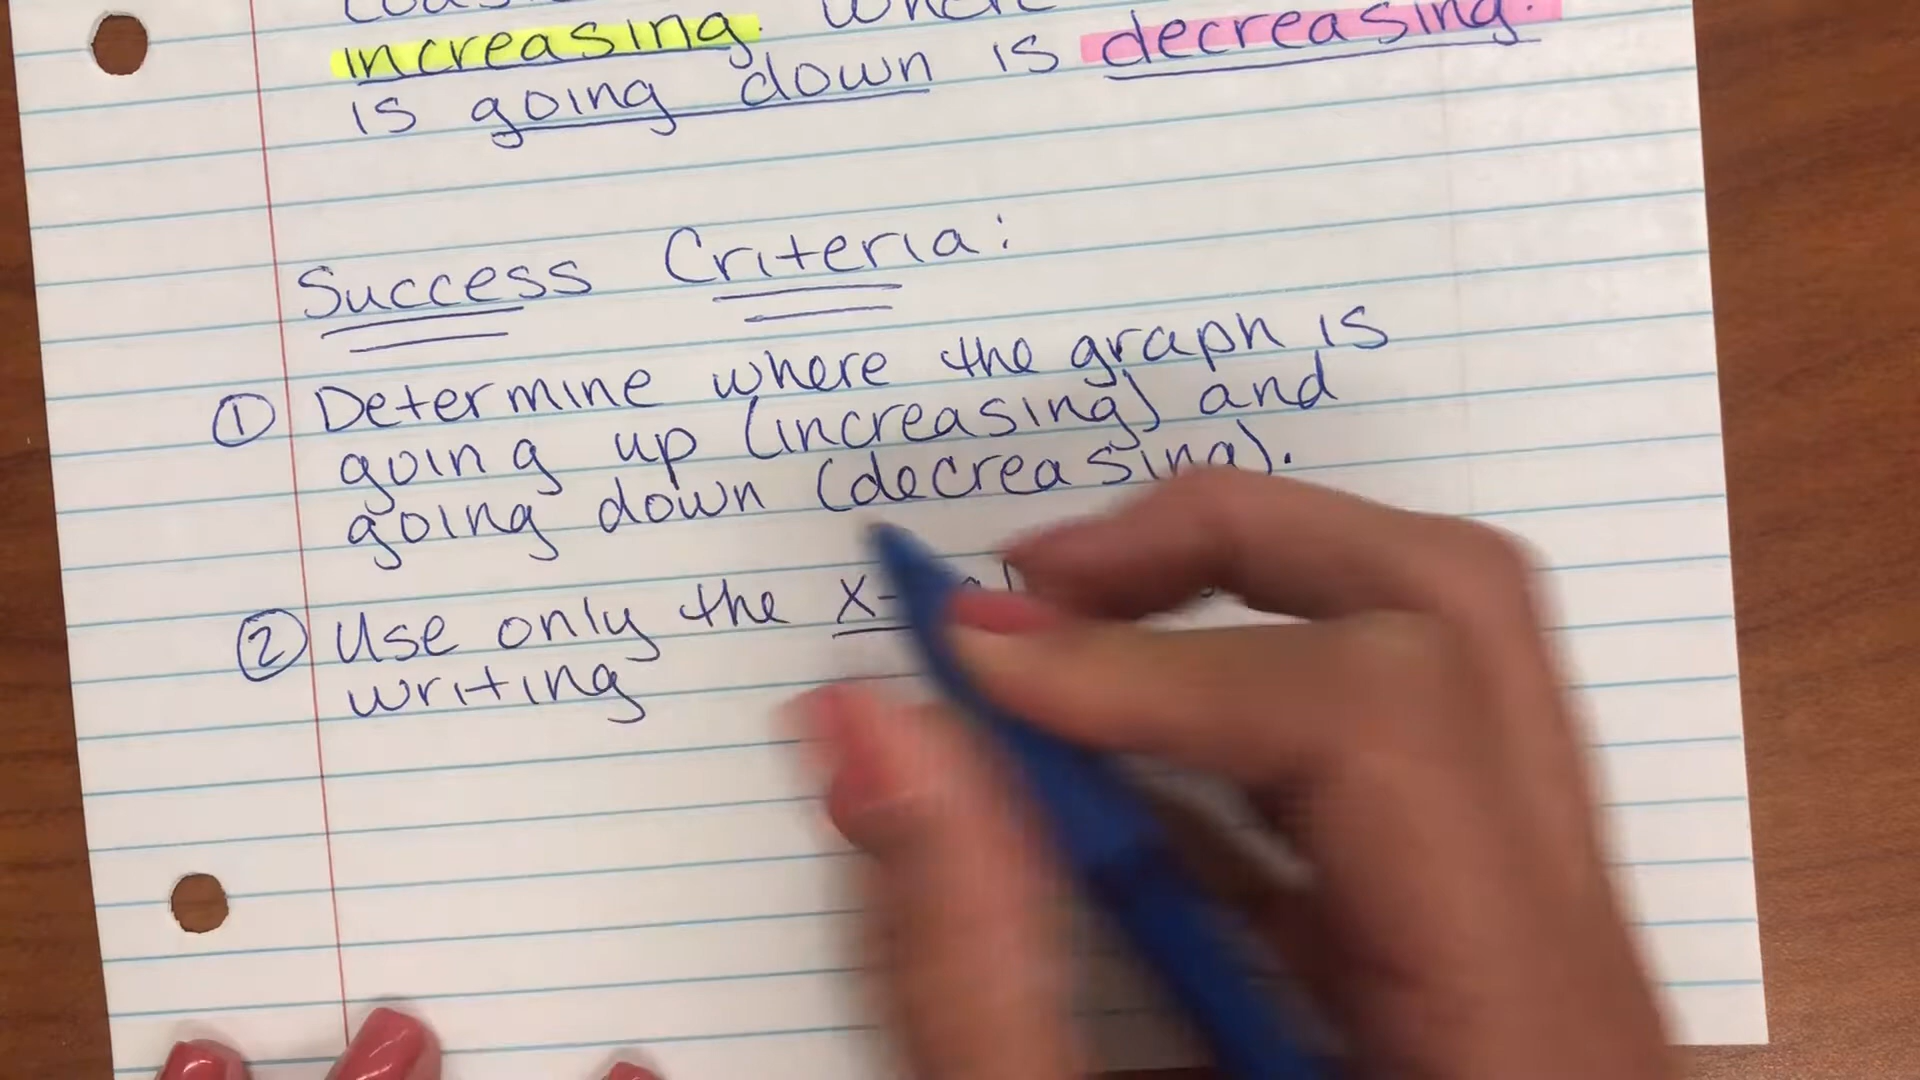 increasing.
is going down is decreasing.
Success Criteria:
① Determine where the graph is
going up (increasing) and
going down (decreasing).
② Use only the
writing